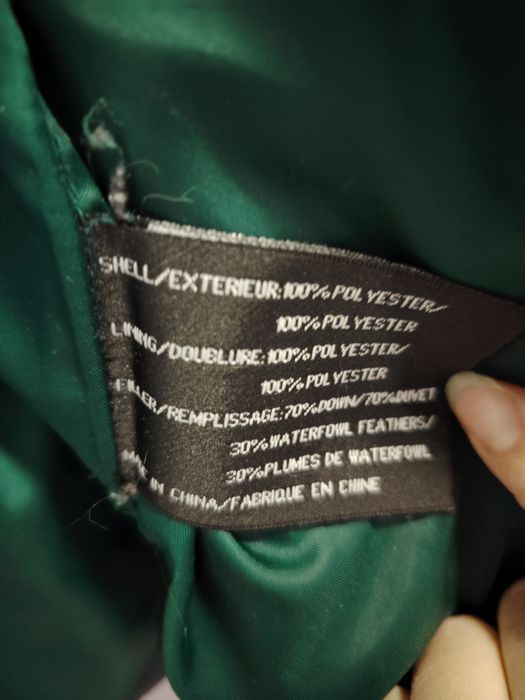 SHELL/EXTERIEUR:100%POLYESTER/
100%POLYESTER
LINING/DOUBLURE:100%POLYESTER/
100%POLYESTER
FILLER/REMPLISSAGE:70%DOWN/70%DUVET
30%WATERFOWL FEATHERS/
30%PLUMES DE WATERFOWL
MADE IN CHINA/FABRIQUE EN CHINE